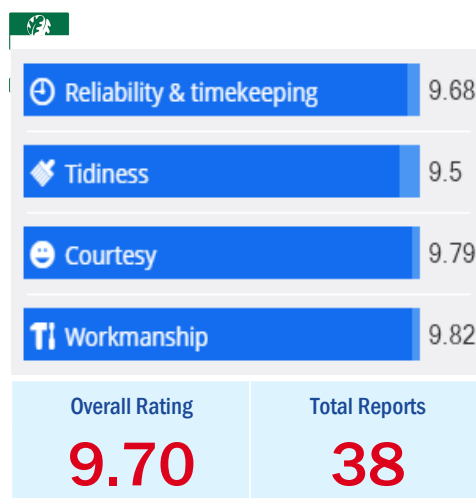 Reliability & timekeeping 9.68
Tidiness 9.5
Courtesy 9.79
Workmanship 9.82
Overall Rating Total Reports
9.70 38